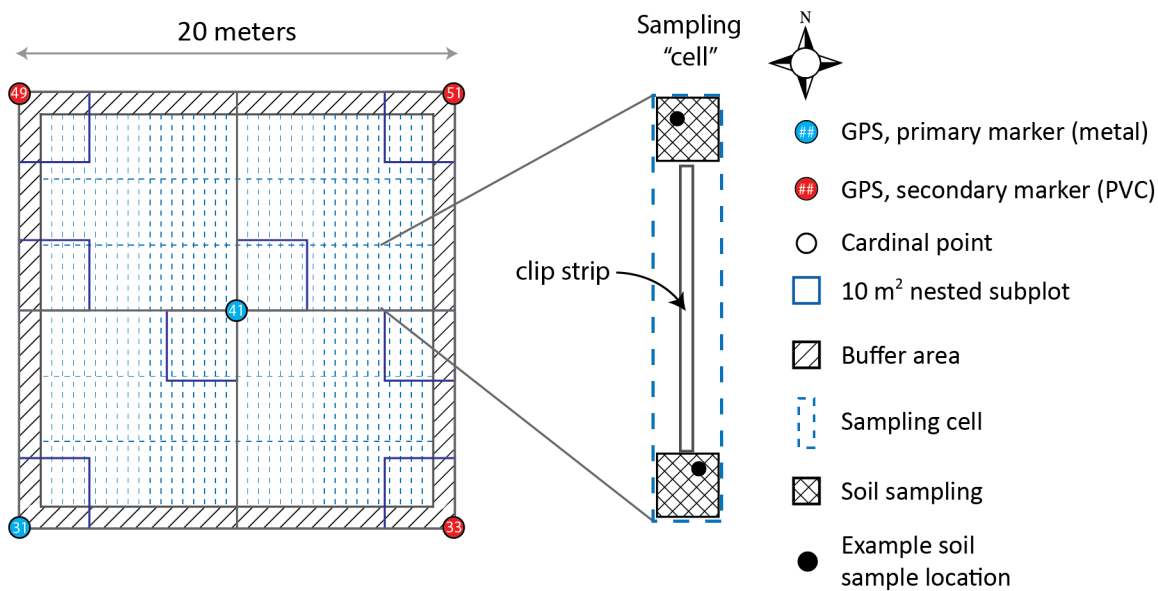 20 meters
49
51
41
31
33
Sampling
"cell"
clip strip
N
## GPS, primary marker (metal)
## GPS, secondary marker (PVC)
Cardinal point
10 m² nested subplot
Buffer area
Sampling cell
Soil sampling
Example soil
sample location